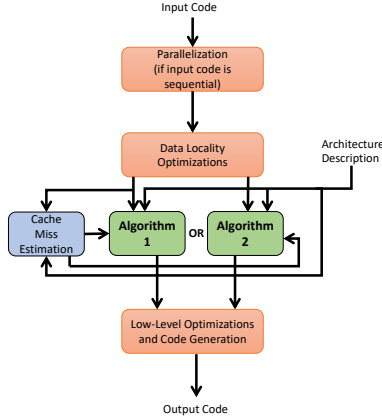 Input Code
Parallelization
(if input code is
sequential)
Data Locality
Optimizations
Architecture
Description
Cache
Miss
Estimation
Algorithm
1
OR
Algorithm
2
Low-Level Optimizations
and Code Generation
Output Code